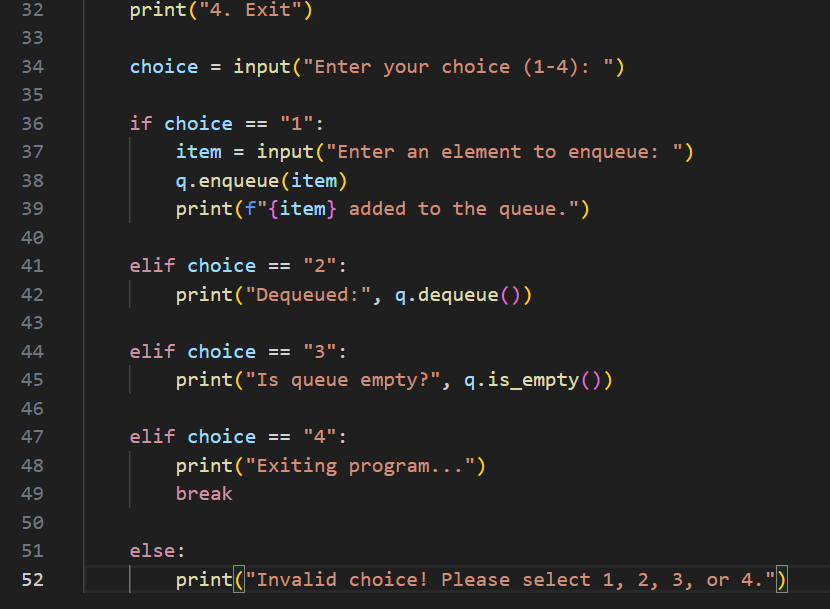 32 print("4. Exit")
33
34 choice = input("Enter your choice (1-4): ")
35
36 if choice == "1":
37 item = input("Enter an element to enqueue: ")
38 q.enqueue(item)
39 print(f"{item} added to the queue.")
40
41 elif choice == "2":
42 print("Dequeued:", q.dequeue())
43
44 elif choice == "3":
45 print("Is queue empty?", q.is_empty())
46
47 elif choice == "4":
48 print("Exiting program...")
49 break
50
51 else:
52 print("Invalid choice! Please select 1, 2, 3, or 4.")